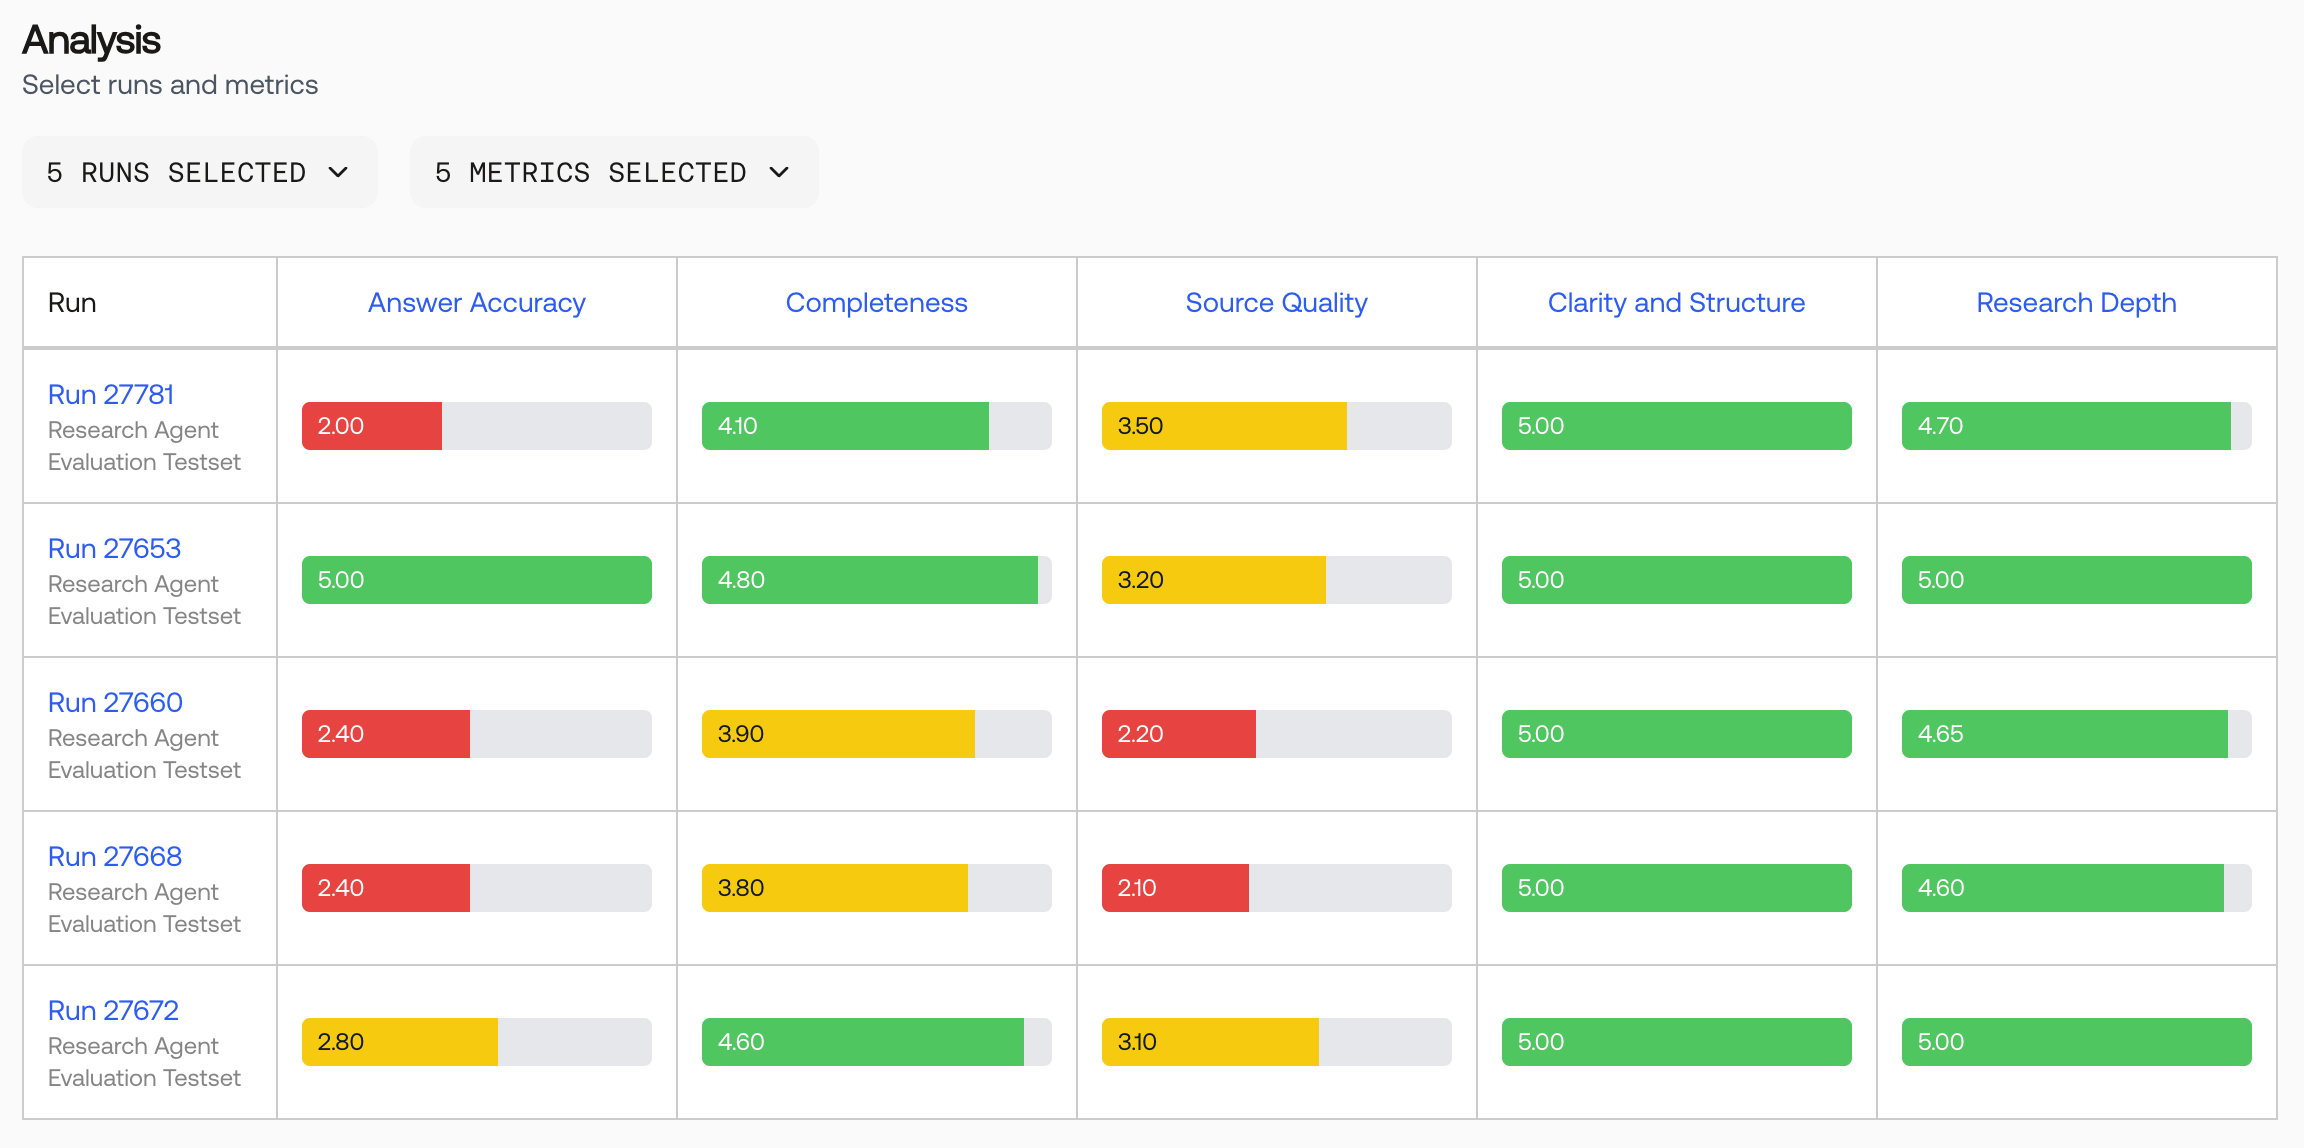 Analysis
Select runs and metrics
5 RUNS SELECTED
5 METRICS SELECTED
Run
Answer Accuracy
Completeness
Source Quality
Clarity and Structure
Research Depth
Run 27781
Research Agent
Evaluation Testset
2.00
4.10
3.50
5.00
4.70
Run 27653
Research Agent
Evaluation Testset
5.00
4.80
3.20
5.00
5.00
Run 27660
Research Agent
Evaluation Testset
2.40
3.90
2.20
5.00
4.65
Run 27668
Research Agent
Evaluation Testset
2.40
3.80
2.10
5.00
4.60
Run 27672
Research Agent
Evaluation Testset
2.80
4.60
3.10
5.00
5.00